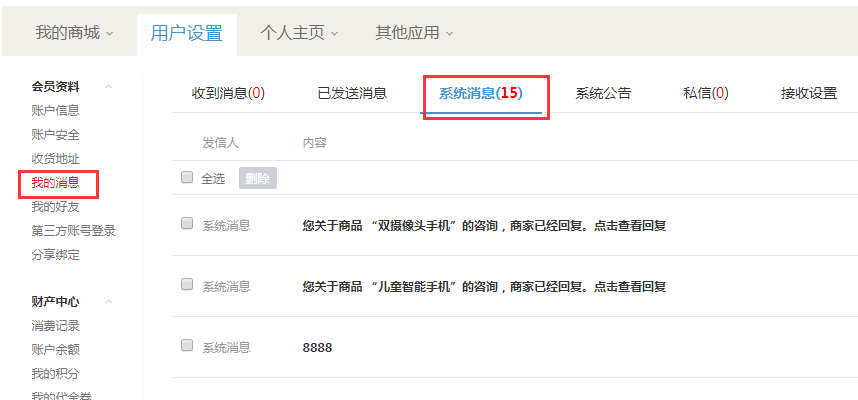 我的商城 用户设置 个人主页 其他应用
会员资料
账户信息
账户安全
收货地址
我的消息
我的好友
第三方账号登录
分享绑定
财产中心
消费记录
账户余额
我的积分
我的代金券
收到消息(0) 已发送消息 系统消息(15) 系统公告 私信(0) 接收设置
发信人 内容
全选 删除
系统消息 您关于商品 “双摄像头手机”的咨询，商家已经回复。点击查看回复
系统消息 您关于商品 “儿童智能手机”的咨询，商家已经回复。点击查看回复
系统消息 8888